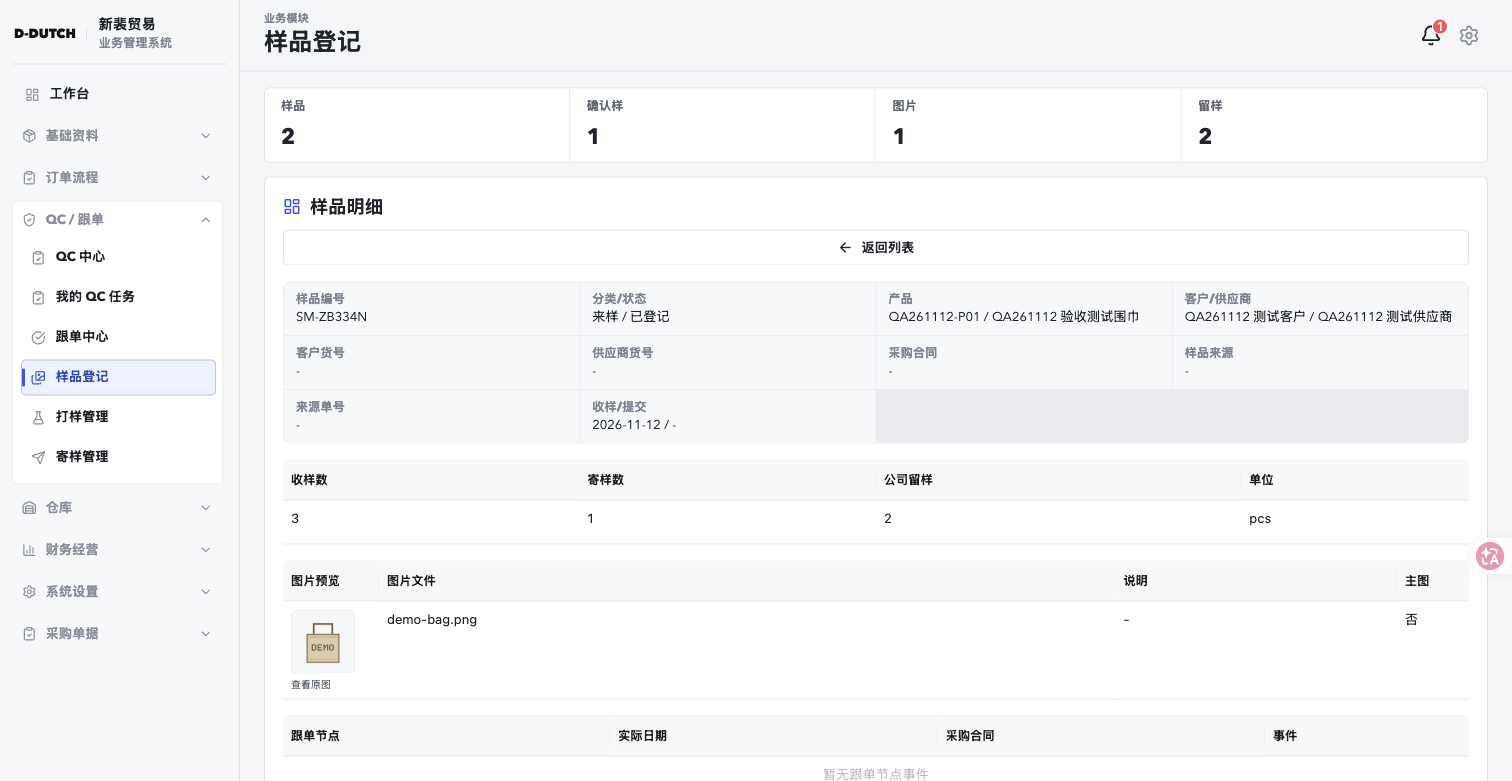 D-DUTCH
新裴贸易
业务管理系统
工作台
基础资料
订单流程
QC / 跟单
QC 中心
我的 QC 任务
跟单中心
样品登记
打样管理
寄样管理
仓库
财务经营
系统设置
采购单据
业务模块
样品登记
1
样品
2
确认样
1
图片
1
留样
2
样品明细
返回列表
样品编号
SM-ZB334N
分类/状态
来样 / 已登记
产品
QA261112-P01 / QA261112 验收测试围巾
客户/供应商
QA261112 测试客户 / QA261112 测试供应商
客户货号
-
供应商货号
-
采购合同
-
样品来源
-
来源单号
-
收样/提交
2026-11-12 / -
收样数 寄样数 公司留样 单位
3 1 2 pcs
图片预览 图片文件 说明 主图
DEMO
demo-bag.png - 否
查看原图
跟单节点 实际日期 采购合同 事件
暂无跟单节点事件